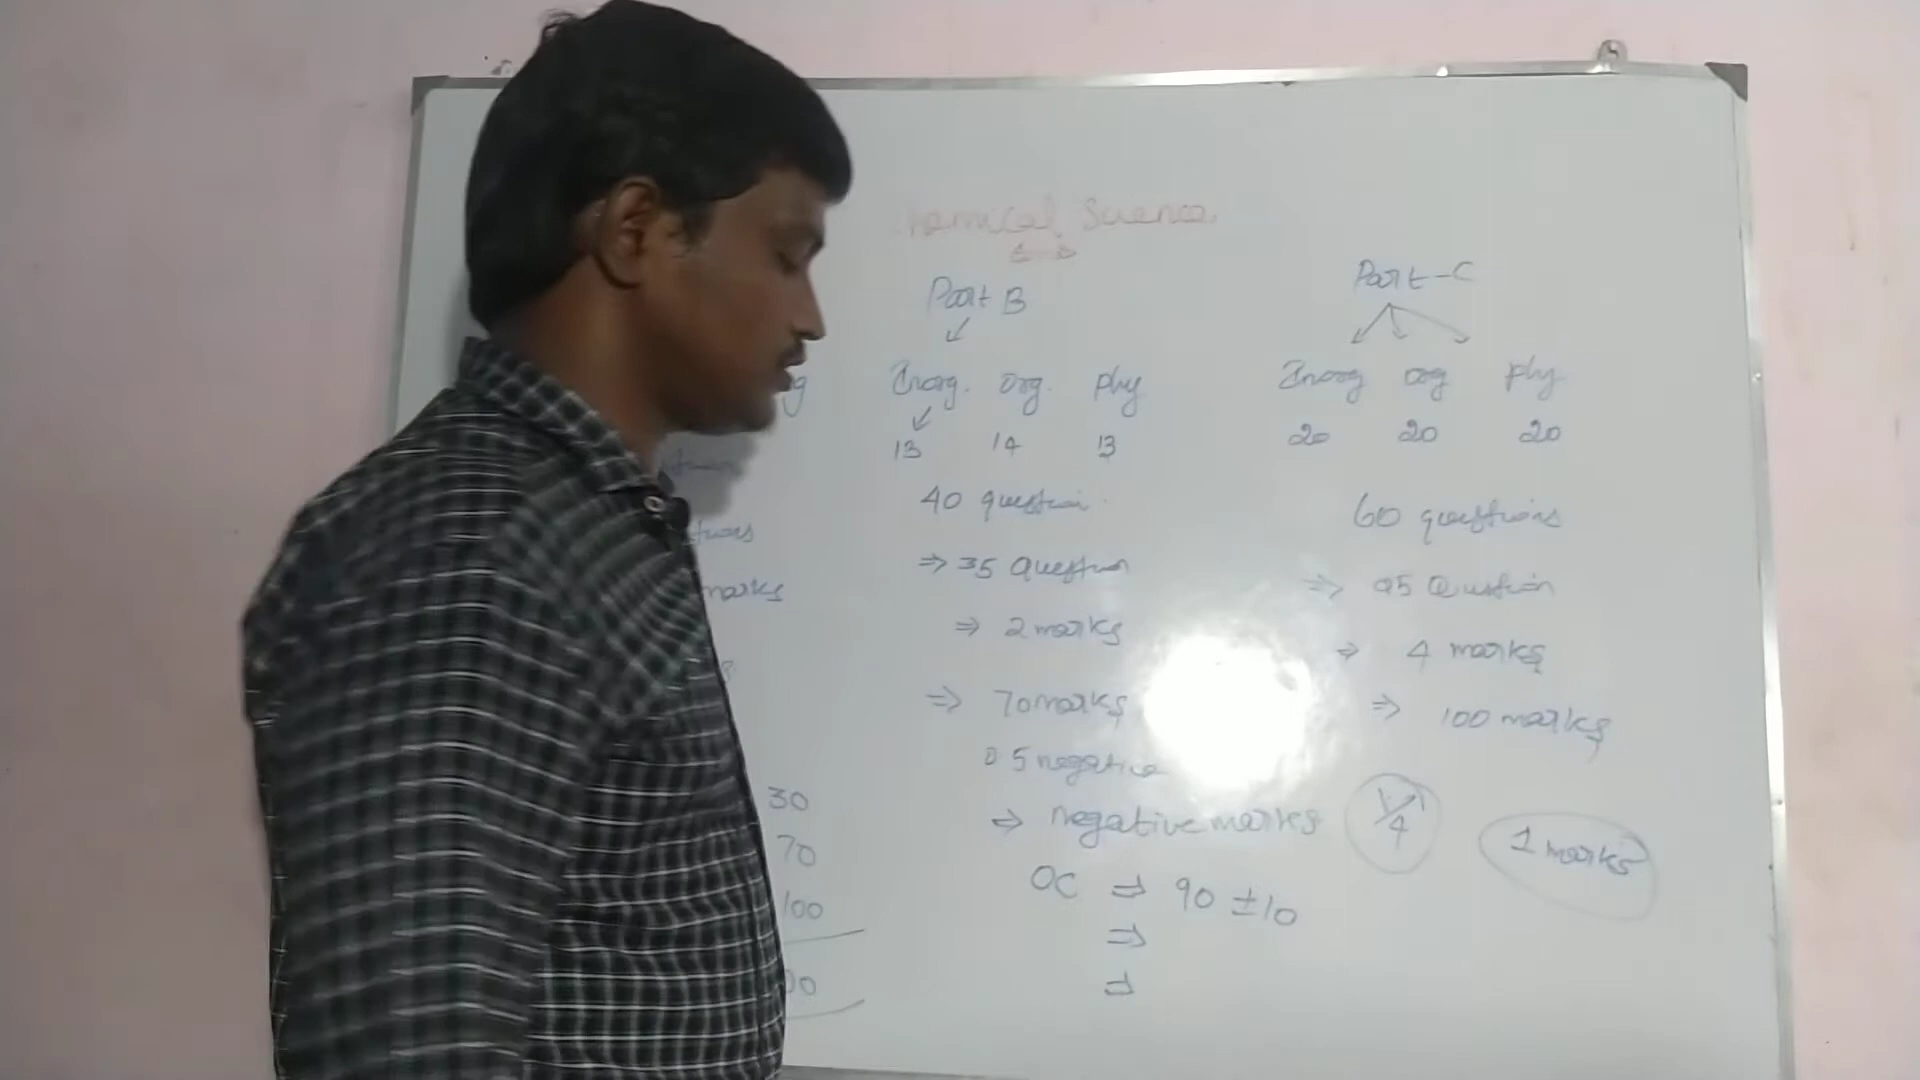 Chemical Science
Part B
Part-C
Inorg. Org. Phy
13 14 13
40 question
⇒ 35 Question
⇒ 2 marks
⇒ 70 marks
0.5 negative
⇒ negative marks 1/4 1 marks
OC ⇒ 90 ±10
⇒
⇒
Inorg org Phy
20 20 20
60 questions
⇒ 25 Question
⇒ 4 marks
⇒ 100 marks
marks
30
70
100